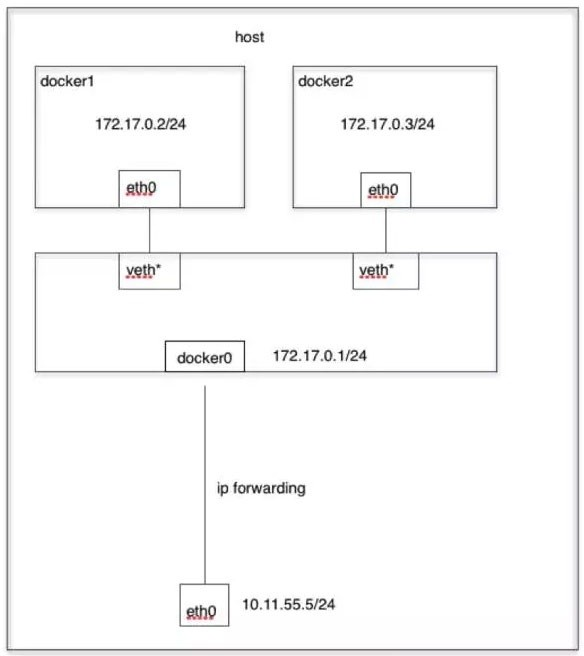 host
docker1
172.17.0.2/24
eth0
docker2
172.17.0.3/24
eth0
veth*
veth*
docker0
172.17.0.1/24
ip forwarding
eth0
10.11.55.5/24